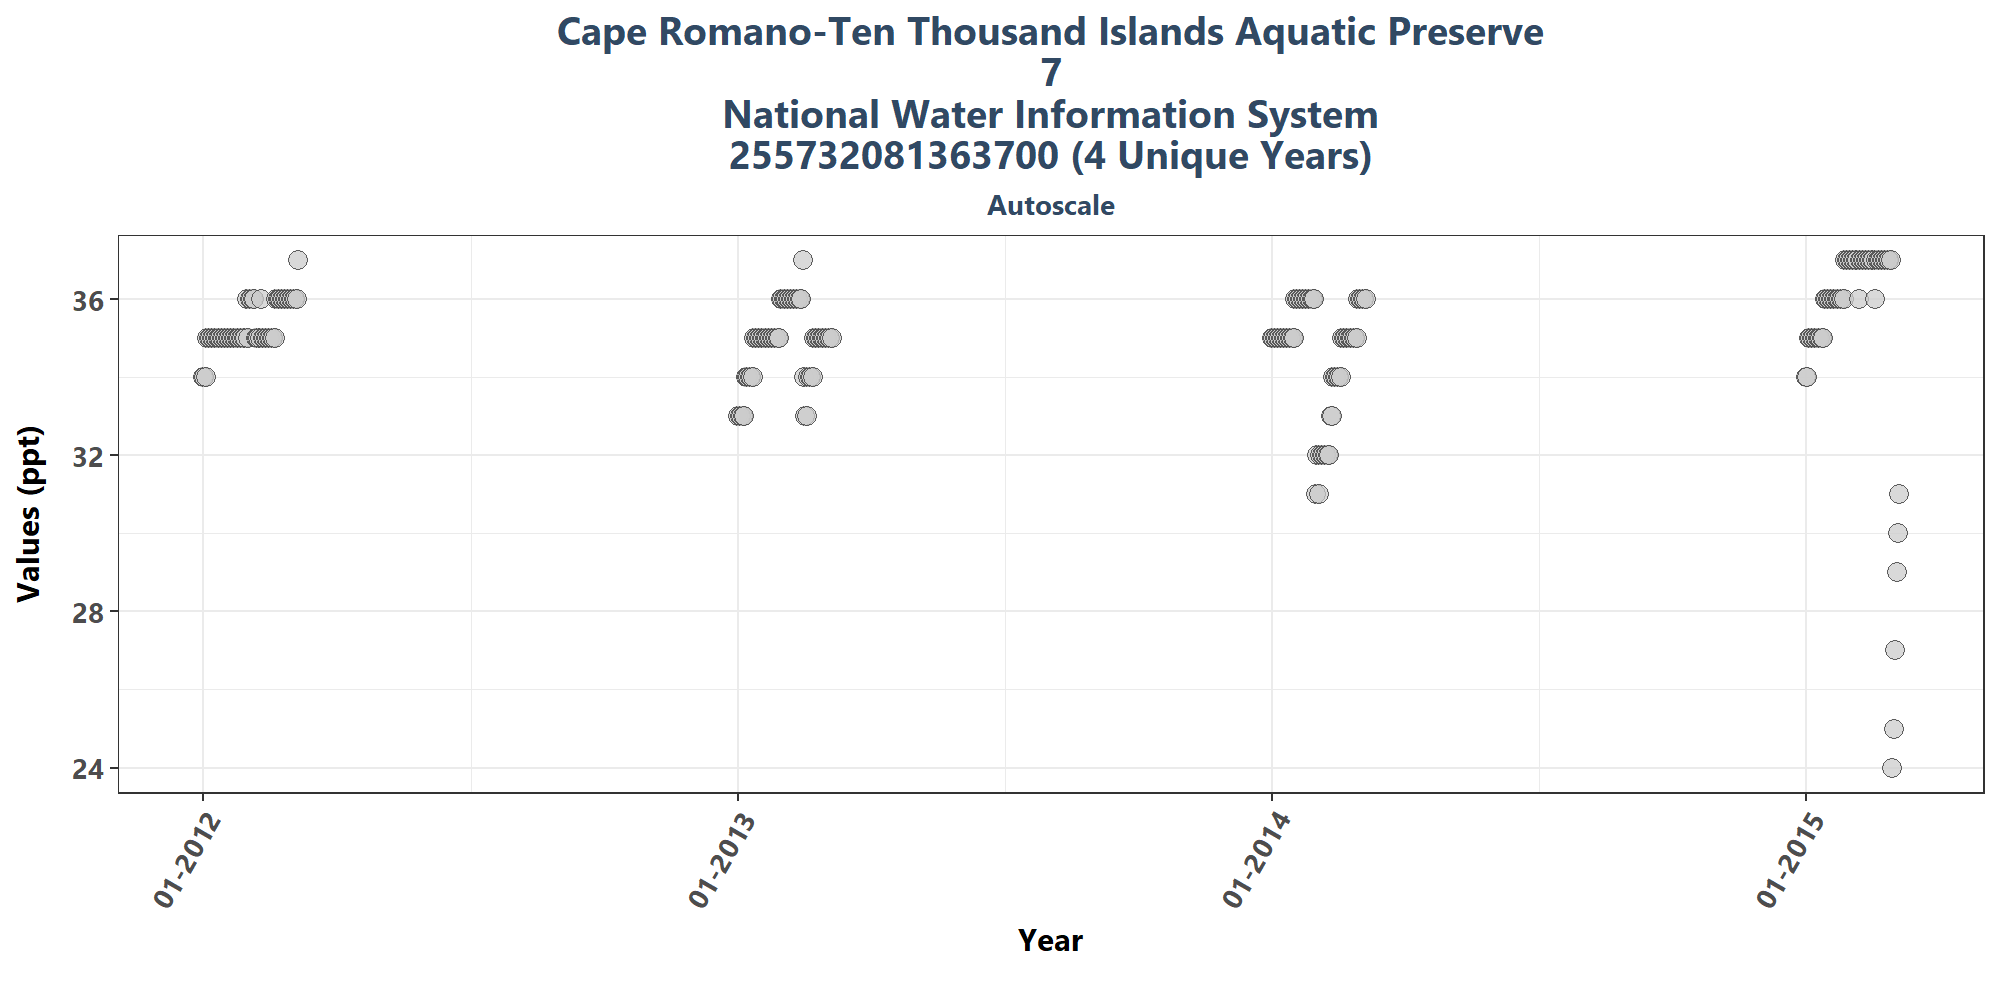 Cape Romano-Ten Thousand Islands Aquatic Preserve
7
National Water Information System
255732081363700 (4 Unique Years)
Autoscale
Values (ppt)
36
32
28
24
01-2012
01-2013
01-2014
01-2015
Year